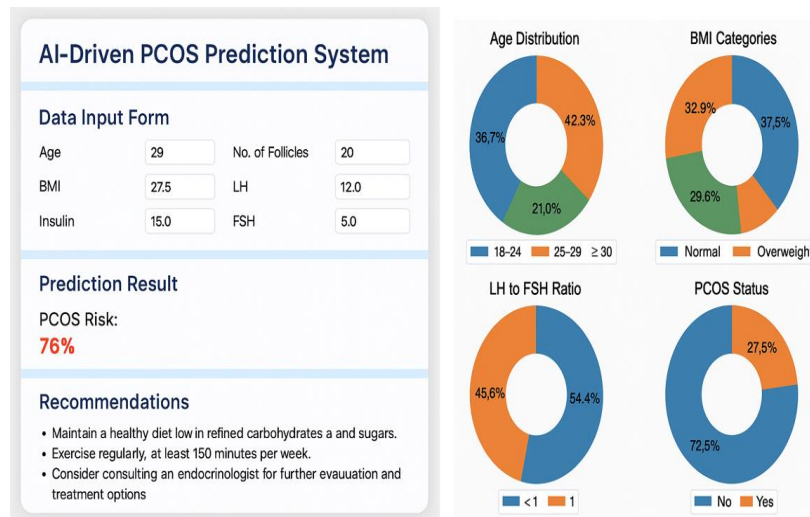 AI-Driven PCOS Prediction System
Data Input Form
Age 29 No. of Follicles 20
BMI 27.5 LH 12.0
Insulin 15.0 FSH 5.0
Prediction Result
PCOS Risk:
76%
Recommendations
• Maintain a healthy diet low in refined carbohydrates a and sugars.
• Exercise regularly, at least 150 minutes per week.
• Consider consulting an endocrinologist for further evauuation and
treatment options
Age Distribution
36,7%
42.3%
21,0%
18–24 25–29 ≥ 30
BMI Categories
32.9%
37,5%
29.6%
Normal Overweigh
LH to FSH Ratio
45,6%
54.4%
< 1 1
PCOS Status
27,5%
72,5%
No Yes